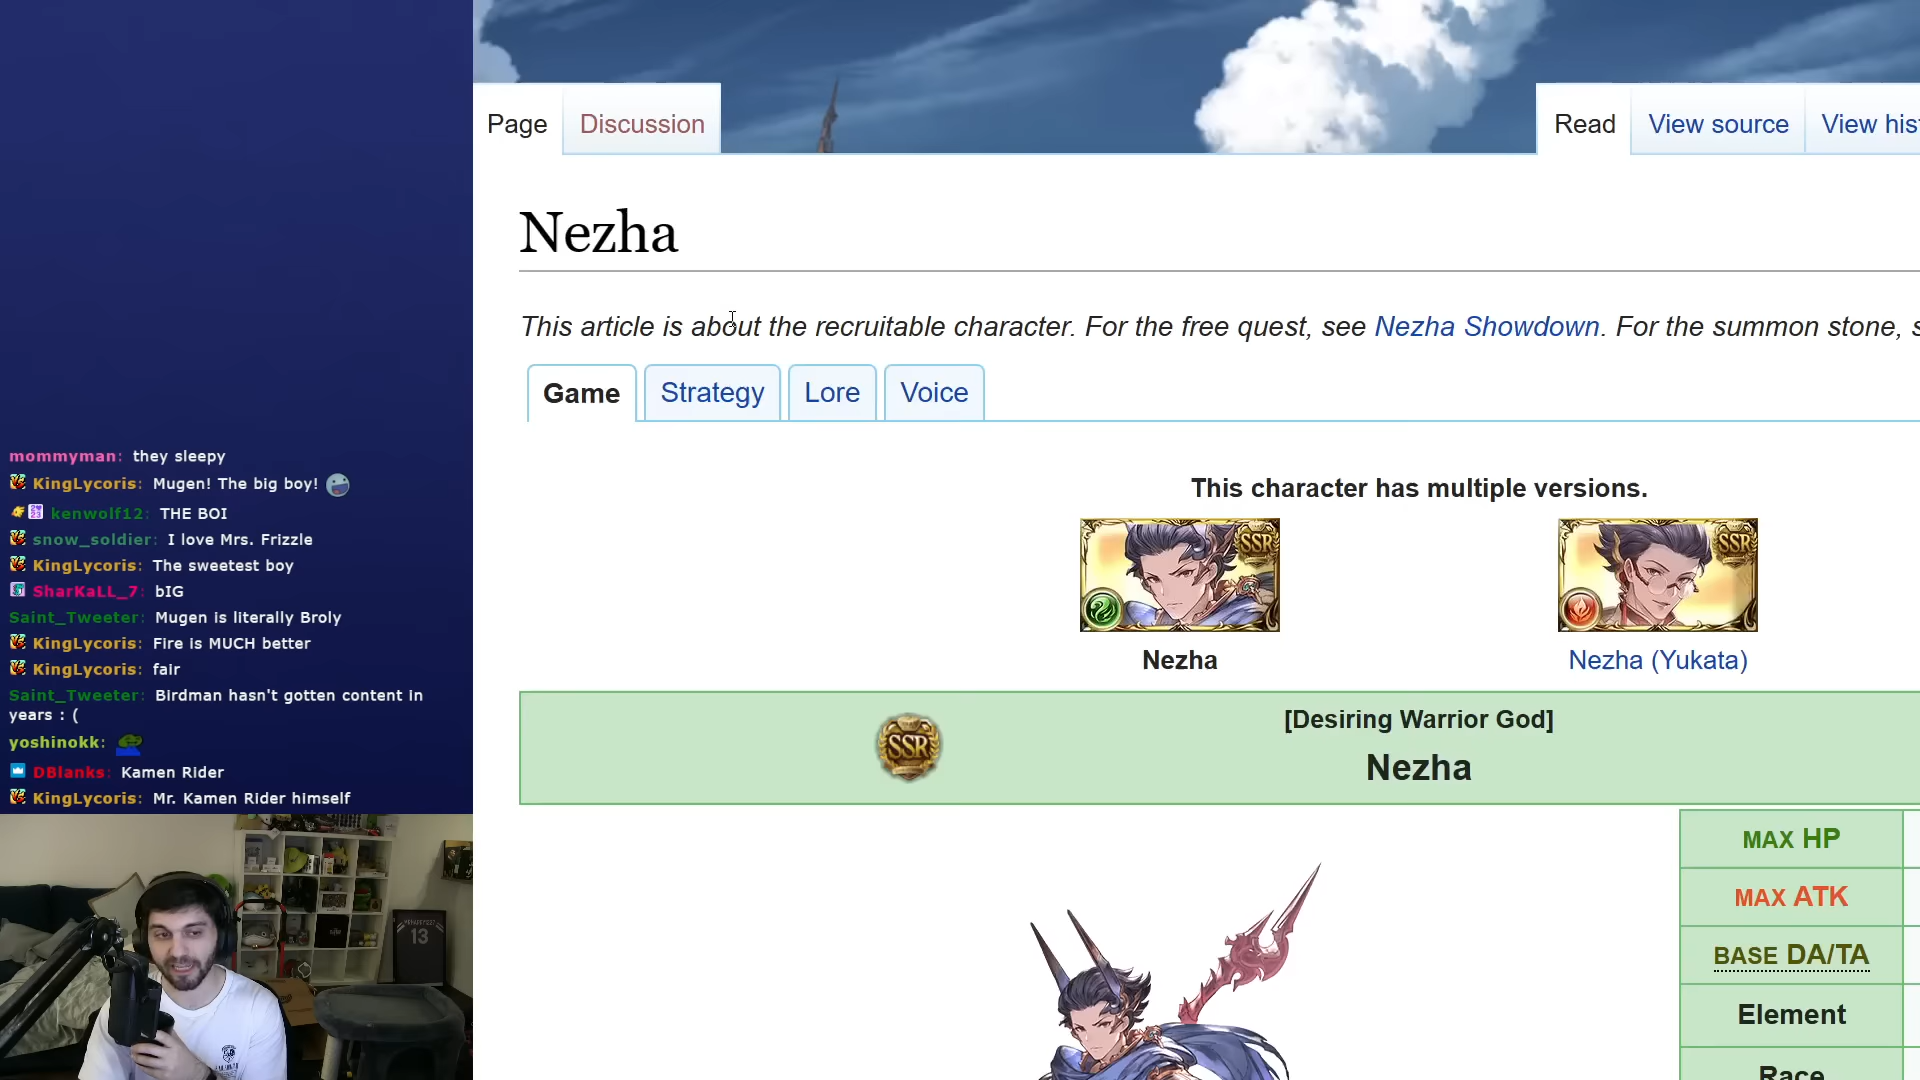 Page
Discussion
Read
View source
View his
Nezha
This article is about the recruitable character. For the free quest, see Nezha Showdown. For the summon stone, s
Game
Strategy
Lore
Voice
This character has multiple versions.
SSR
SSR
Nezha
Nezha (Yukata)
SSR
[Desiring Warrior God]
Nezha
MAX HP
MAX ATK
BASE DA/TA
Element
Race
mommyman: they sleepy
KingLycoris: Mugen! The big boy!
kenwolf12: THE BOI
snow_soldier: I love Mrs. Frizzle
KingLycoris: The sweetest boy
SharKaLL_7: bIG
Saint_Tweeter: Mugen is literally Broly
KingLycoris: Fire is MUCH better
KingLycoris: fair
Saint_Tweeter: Birdman hasn't gotten content in
years : (
yoshinokk:
DBlanks: Kamen Rider
KingLycoris: Mr. Kamen Rider himself
13